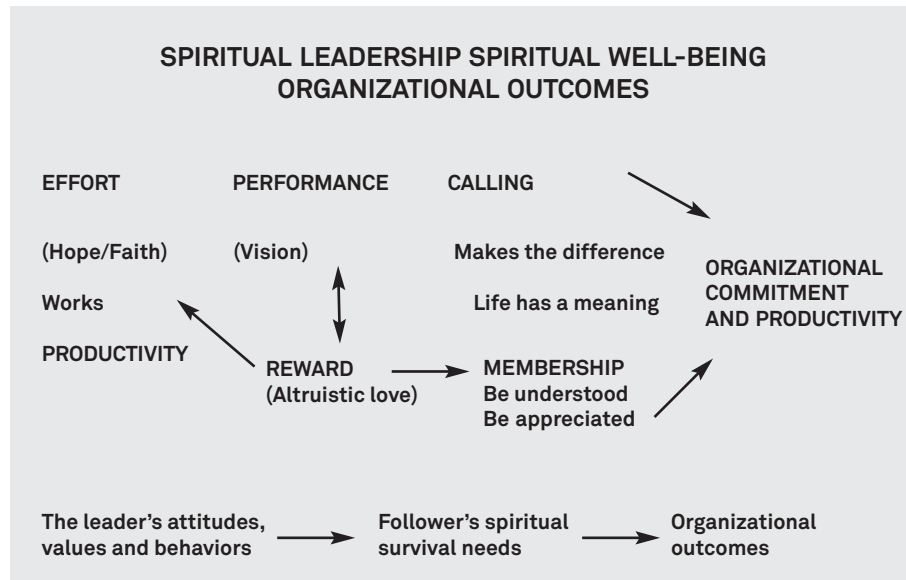 SPIRITUAL LEADERSHIP SPIRITUAL WELL-BEING
ORGANIZATIONAL OUTCOMES
EFFORT
PERFORMANCE
CALLING
(Hope/Faith)
(Vision)
Makes the difference
Works
Life has a meaning
ORGANIZATIONAL
COMMITMENT
AND PRODUCTIVITY
PRODUCTIVITY
REWARD
(Altruistic love)
MEMBERSHIP
Be understood
Be appreciated
The leader’s attitudes,
values and behaviors
Follower’s spiritual
survival needs
Organizational
outcomes